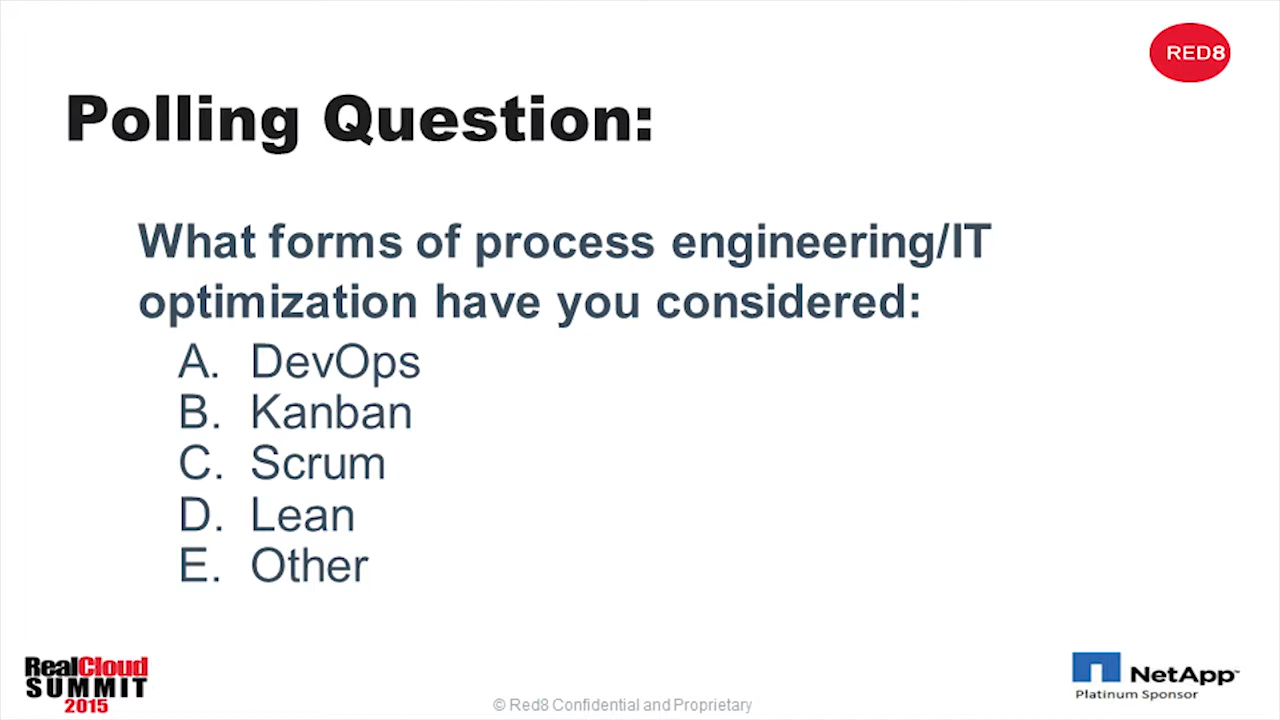 RED8
Polling Question:
What forms of process engineering/IT
optimization have you considered:
A. DevOps
B. Kanban
C. Scrum
D. Lean
E. Other
RealCloud
SUMMIT
2015
© Red8 Confidential and Proprietary
NetApp™
Platinum Sponsor